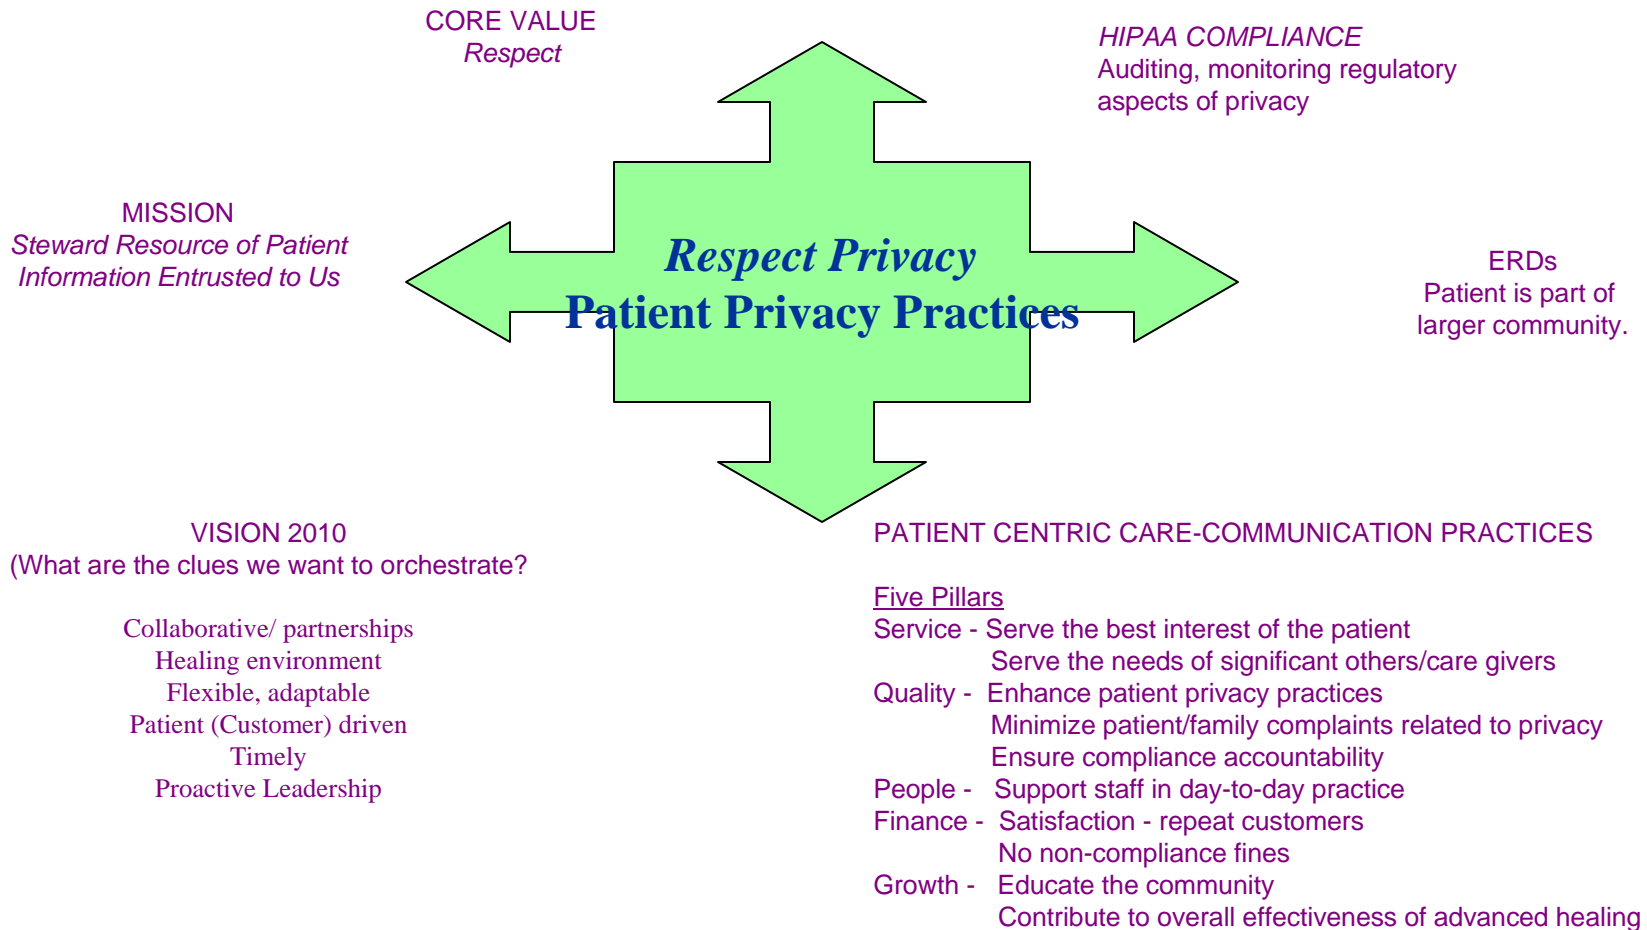 CORE VALUE
Respect
HIPAA COMPLIANCE
Auditing, monitoring regulatory
aspects of privacy
MISSION
Steward Resource of Patient
Information Entrusted to Us
Respect Privacy
Patient Privacy Practices
ERDs
Patient is part of
larger community.
VISION 2010
(What are the clues we want to orchestrate?
Collaborative/ partnerships
Healing environment
Flexible, adaptable
Patient (Customer) driven
Timely
Proactive Leadership
PATIENT CENTRIC CARE-COMMUNICATION PRACTICES
Five Pillars
Service - Serve the best interest of the patient
Serve the needs of significant others/care givers
Quality - Enhance patient privacy practices
Minimize patient/family complaints related to privacy
Ensure compliance accountability
People - Support staff in day-to-day practice
Finance - Satisfaction - repeat customers
No non-compliance fines
Growth - Educate the community
Contribute to overall effectiveness of advanced healing